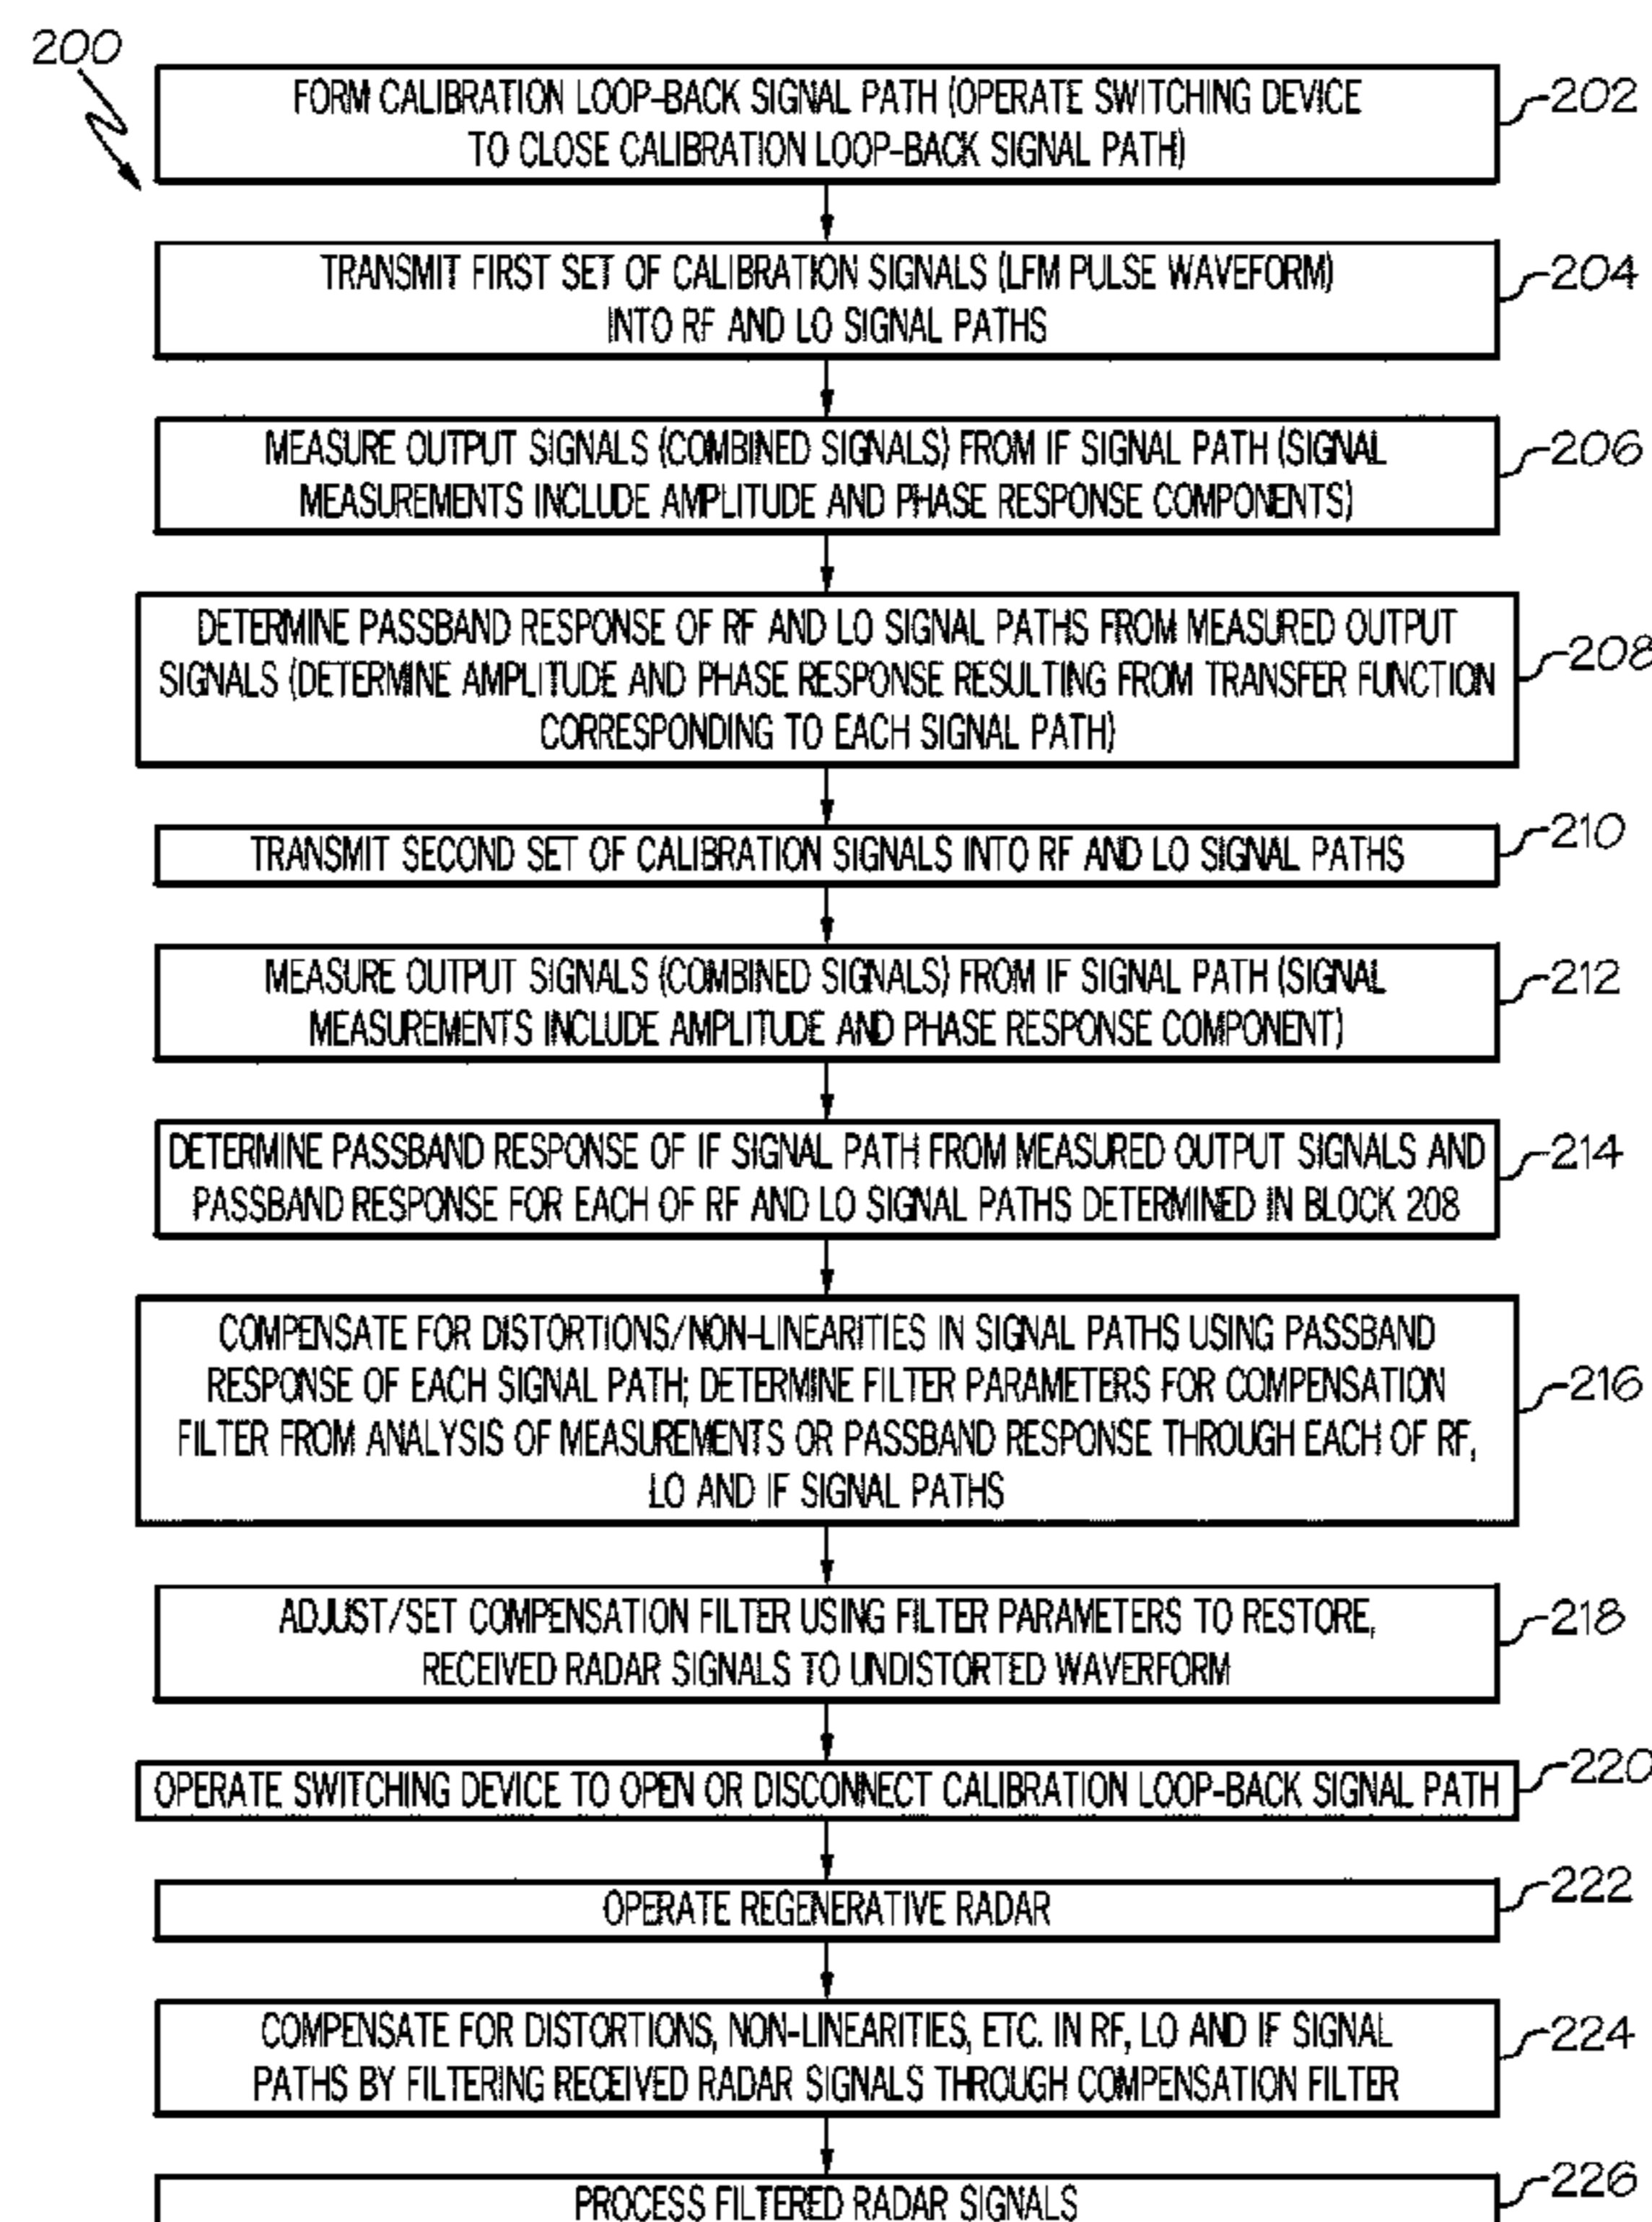 200
FORM CALIBRATION LOOP-BACK SIGNAL PATH (OPERATE SWITCHING DEVICE
TO CLOSE CALIBRATION LOOP-BACK SIGNAL PATH)
202
TRANSMIT FIRST SET OF CALIBRATION SIGNALS (LFM PULSE WAVEFORM)
INTO RF AND LO SIGNAL PATHS
204
MEASURE OUTPUT SIGNALS (COMBINED SIGNALS) FROM IF SIGNAL PATH (SIGNAL
MEASUREMENTS INCLUDE AMPLITUDE AND PHASE RESPONSE COMPONENTS)
206
DETERMINE PASSBAND RESPONSE OF RF AND LO SIGNAL PATHS FROM MEASURED OUTPUT
SIGNALS (DETERMINE AMPLITUDE AND PHASE RESPONSE RESULTING FROM TRANSFER FUNCTION
CORRESPONDING TO EACH SIGNAL PATH)
208
TRANSMIT SECOND SET OF CALIBRATION SIGNALS INTO RF AND LO SIGNAL PATHS
210
MEASURE OUTPUT SIGNALS (COMBINED SIGNALS) FROM IF SIGNAL PATH (SIGNAL
MEASUREMENTS INCLUDE AMPLITUDE AND PHASE RESPONSE COMPONENT)
212
DETERMINE PASSBAND RESPONSE OF IF SIGNAL PATH FROM MEASURED OUTPUT SIGNALS AND
PASSBAND RESPONSE FOR EACH OF RF AND LO SIGNAL PATHS DETERMINED IN BLOCK 208
214
COMPENSATE FOR DISTORTIONS/NON-LINEARITIES IN SIGNAL PATHS USING PASSBAND
RESPONSE OF EACH SIGNAL PATH; DETERMINE FILTER PARAMETERS FOR COMPENSATION
FILTER FROM ANALYSIS OF MEASUREMENTS OR PASSBAND RESPONSE THROUGH EACH OF RF,
LO AND IF SIGNAL PATHS
216
ADJUST/SET COMPENSATION FILTER USING FILTER PARAMETERS TO RESTORE,
RECEIVED RADAR SIGNALS TO UNDISTORTED WAVERFORM
218
OPERATE SWITCHING DEVICE TO OPEN OR DISCONNECT CALIBRATION LOOP-BACK SIGNAL PATH
220
OPERATE REGENERATIVE RADAR
222
COMPENSATE FOR DISTORTIONS, NON-LINEARITIES, ETC. IN RF, LO AND IF SIGNAL
PATHS BY FILTERING RECEIVED RADAR SIGNALS THROUGH COMPENSATION FILTER
224
PROCESS FILTERED RADAR SIGNALS
226